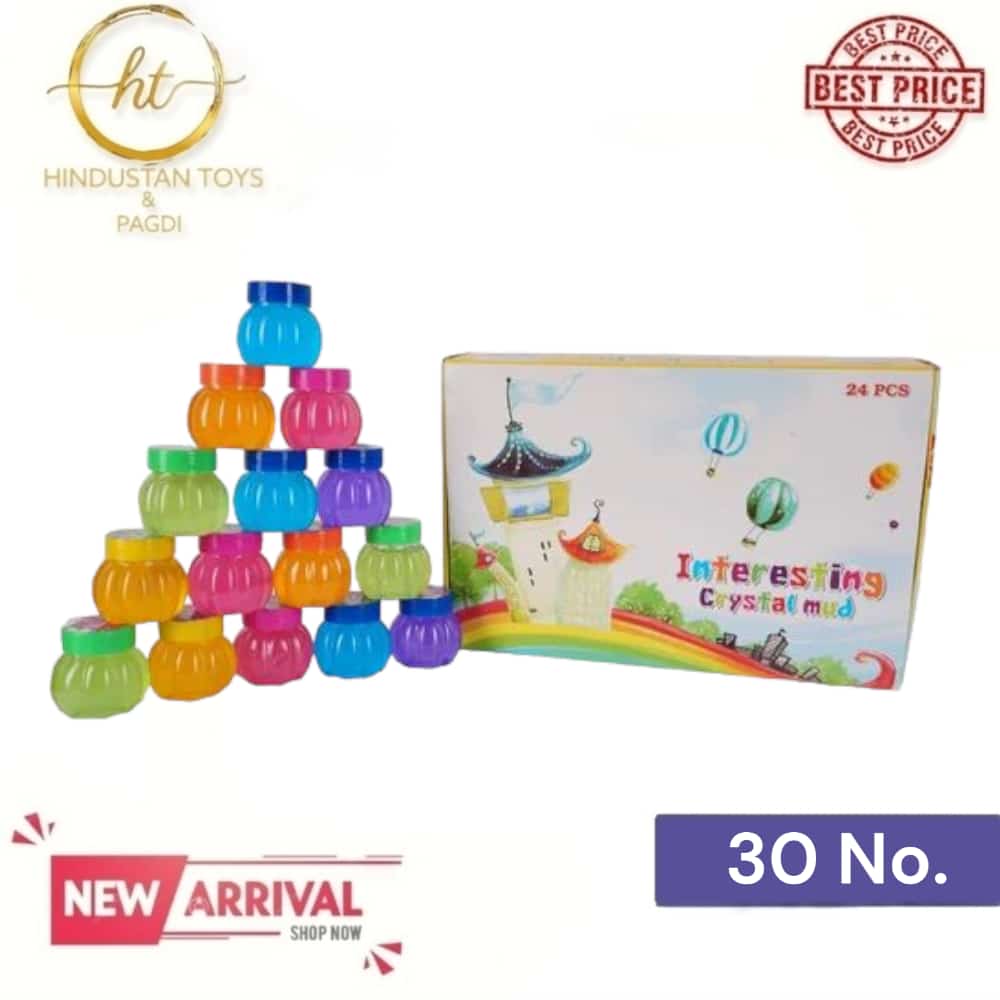 ht
HINDUSTAN TOYS
&
PAGDI
BEST PRICE
BEST PRICE
BEST PRICE
24 PCS
Interesting
Crystal mud
NEW ARRIVAL
SHOP NOW
30 No.